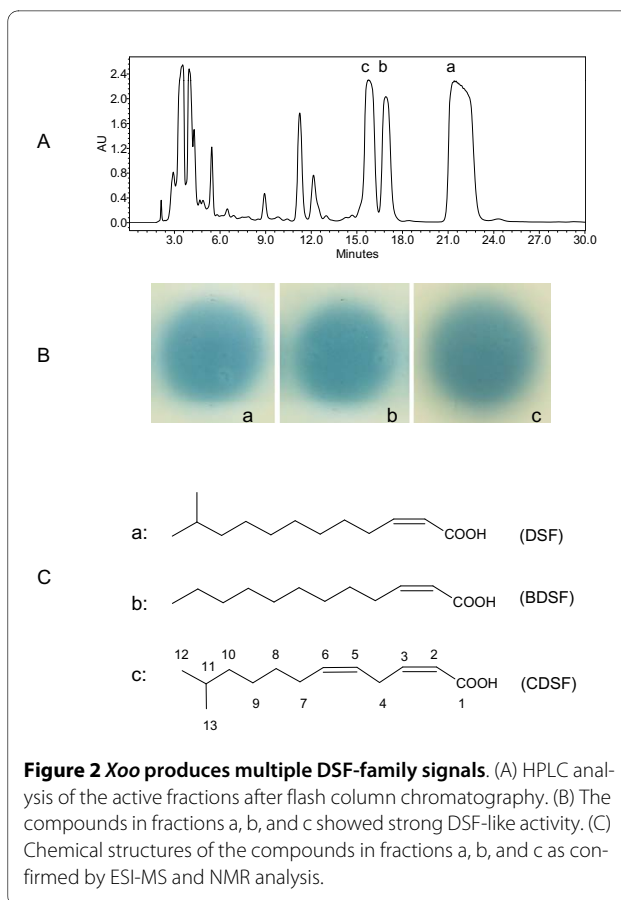 c b a
A
AU
2.4
2.0
1.6
1.2
0.8
0.4
0.0
3.0 6.0 9.0 12.0 15.0 18.0 21.0 24.0 27.0 30.0
Minutes
B
a b c
C
a: COOH (DSF)
b: COOH (BDSF)
c: 12 11 10 9 8 7 6 5 4 3 2 COOH 1 13 (CDSF)
Figure 2 Xoo produces multiple DSF-family signals. (A) HPLC anal-
ysis of the active fractions after flash column chromatography. (B) The
compounds in fractions a, b, and c showed strong DSF-like activity. (C)
Chemical structures of the compounds in fractions a, b, and c as con-
firmed by ESI-MS and NMR analysis.